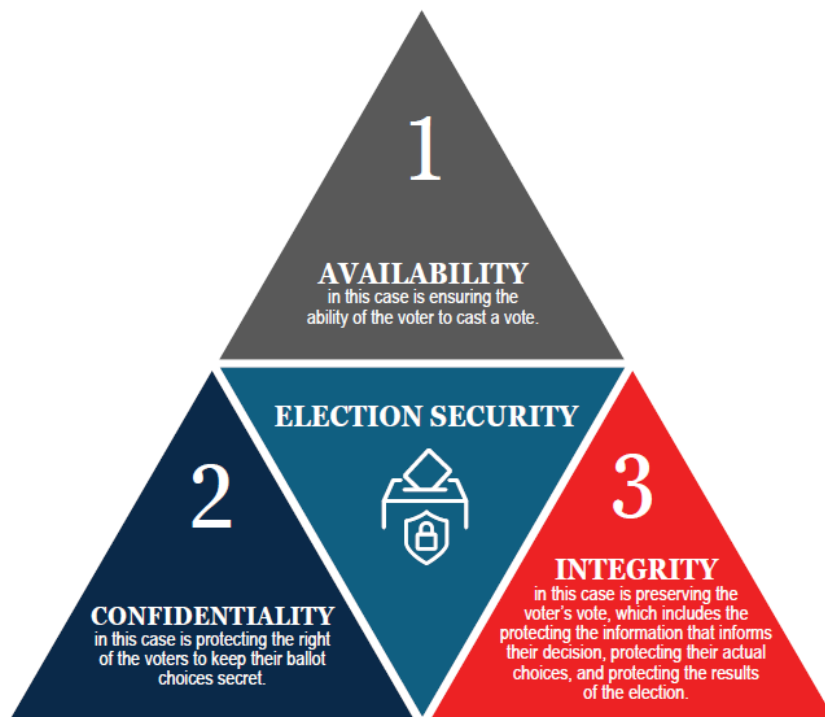 1
AVAILABILITY
in this case is ensuring the
ability of the voter to cast a vote.
ELECTION SECURITY
2
CONFIDENTIALITY
in this case is protecting the right
of the voters to keep their ballot
choices secret.
3
INTEGRITY
in this case is preserving the
voter's vote, which includes the
protecting the information that informs
their decision, protecting their actual
choices, and protecting the results
of the election.